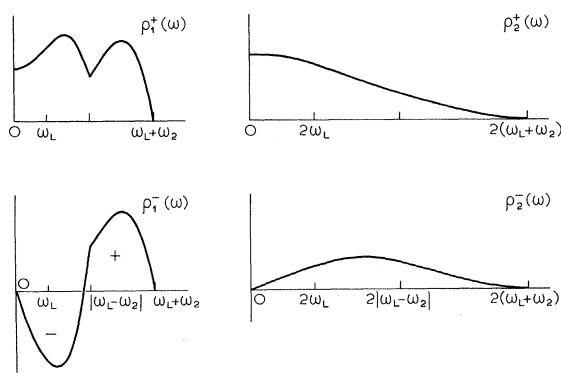 ρ₁⁺(ω)
O ω_L ω_L+ω₂
ρ₂⁺(ω)
O 2ω_L 2(ω_L+ω₂)
ρ₁⁻(ω)
+
O
ω_L |ω_L-ω₂| ω_L+ω₂
−
ρ₂⁻(ω)
O 2ω_L 2|ω_L-ω₂| 2(ω_L+ω₂)